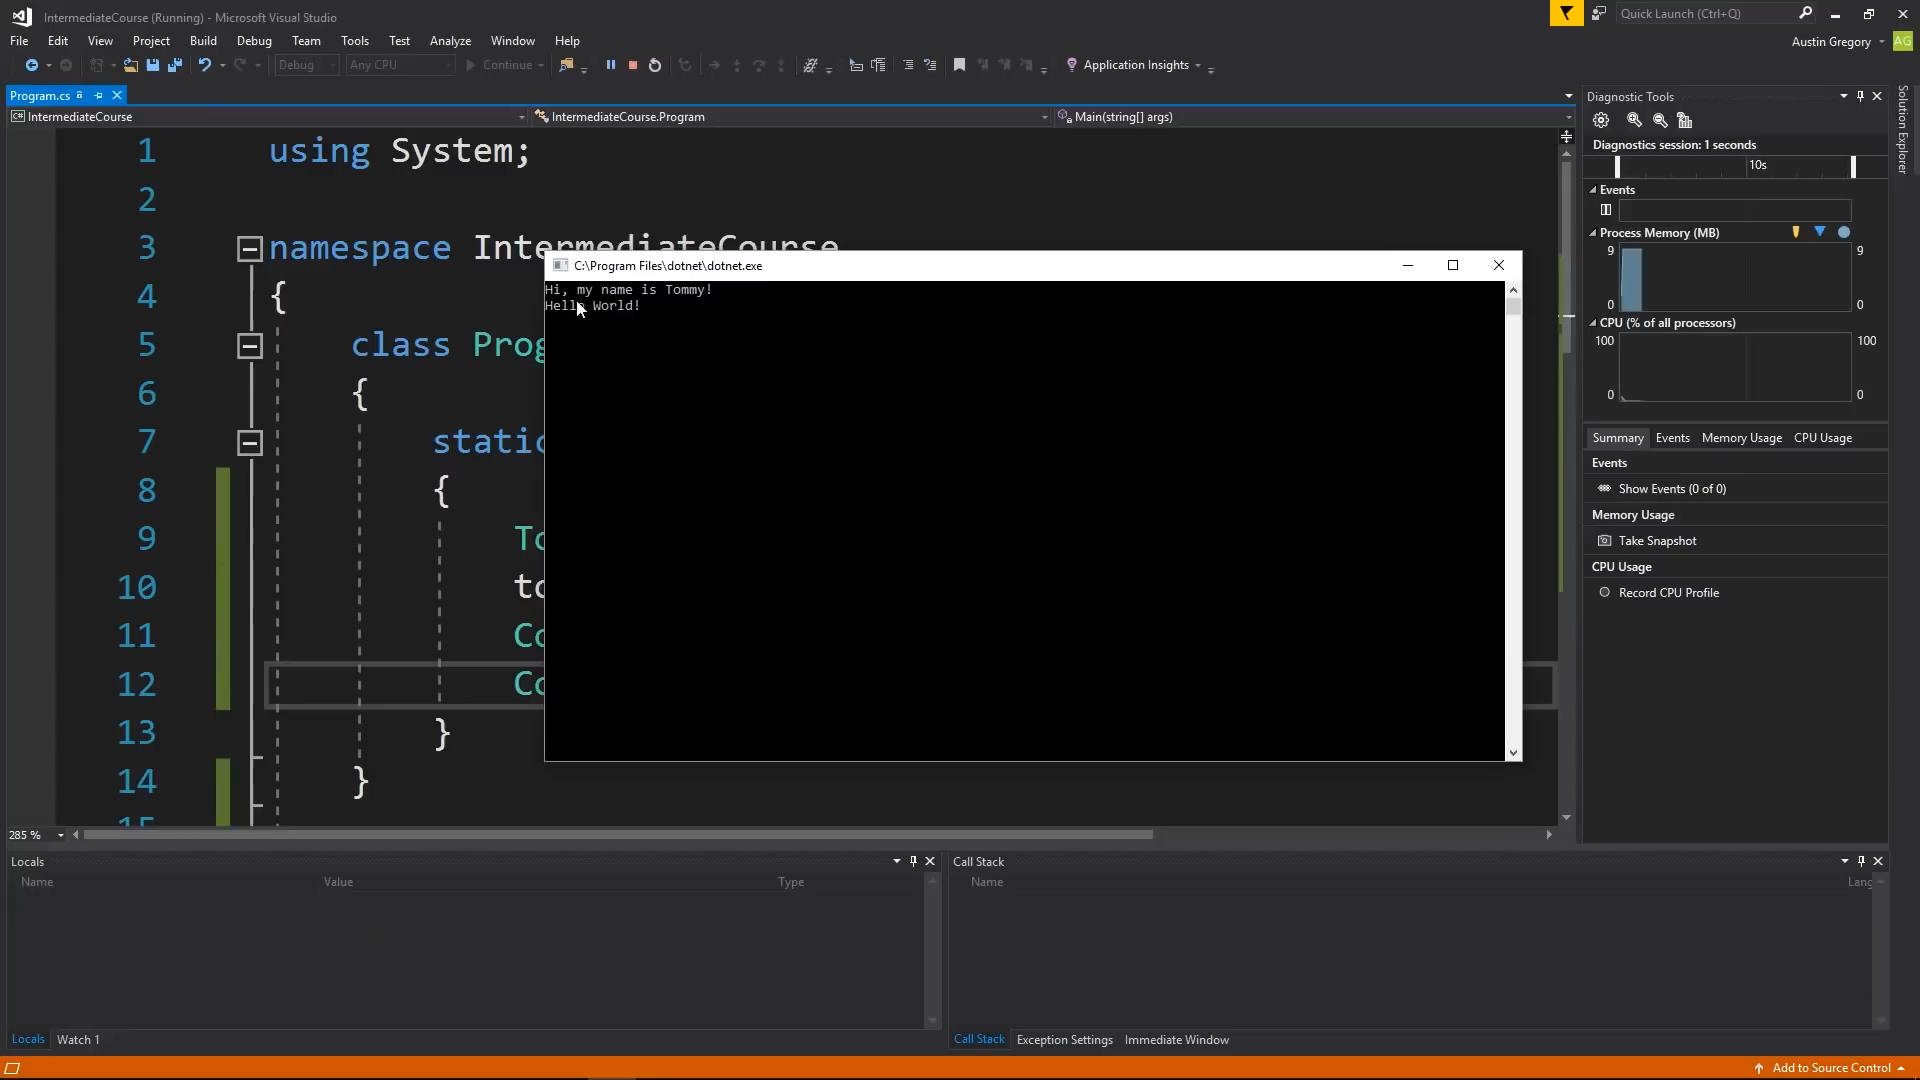 IntermediateCourse (Running) - Microsoft Visual Studio
Quick Launch (Ctrl+Q)
File Edit View Project Build Debug Team Tools Test Analyze Window Help
Austin Gregory AG
Debug Any CPU Continue Application Insights
Program.cs
IntermediateCourse IntermediateCourse.Program Main(string[] args)
1 using System;
2
3 namespace IntermediateCourse
4 {
5 class Prog
6 {
7 static
8 {
9 To
10 to
11 Co
12 Co
13 }
14 }
15
285 %
C:\Program Files\dotnet\dotnet.exe
Hi, my name is Tommy!
Hello World!
Diagnostic Tools
Diagnostics session: 1 seconds
10s
Events
Process Memory (MB)
9 9
0 0
CPU (% of all processors)
100 100
0 0
Summary Events Memory Usage CPU Usage
Events
Show Events (0 of 0)
Memory Usage
Take Snapshot
CPU Usage
Record CPU Profile
Solution Explorer
Locals
Name Value Type
Locals Watch 1
Call Stack
Name Lang
Call Stack Exception Settings Immediate Window
Add to Source Control